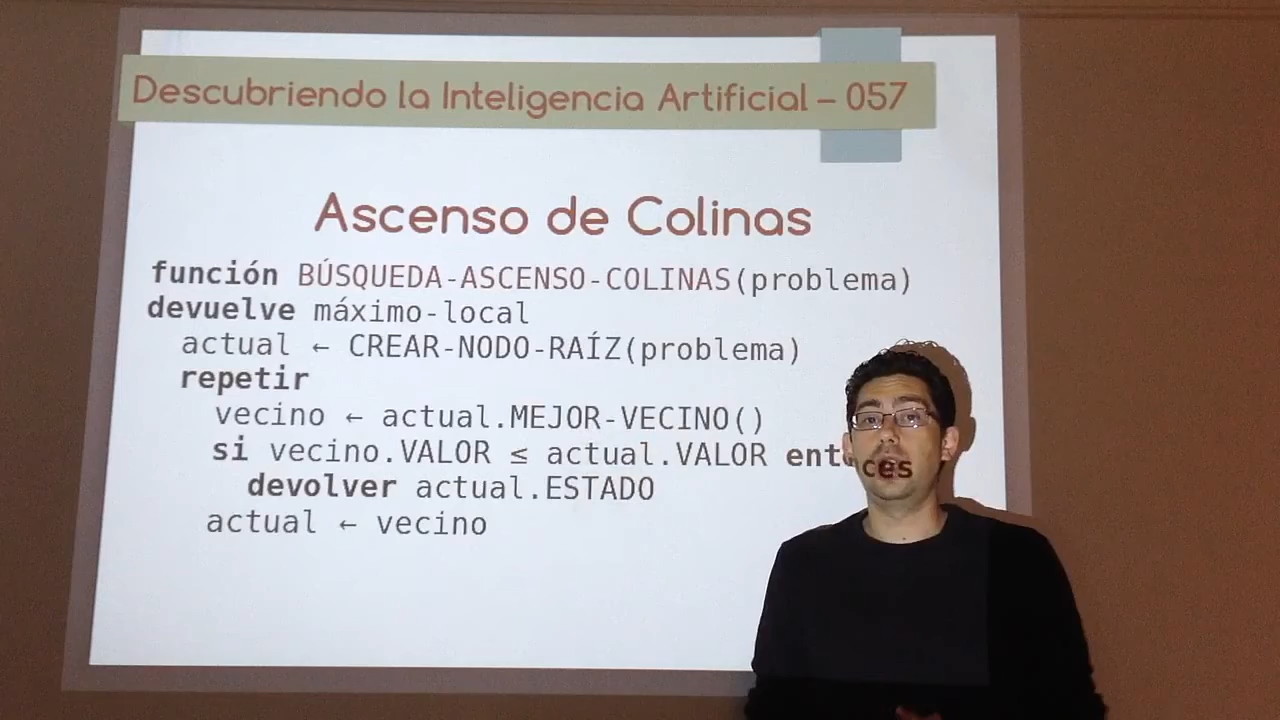 Descubriendo la Inteligencia Artificial – 057
Ascenso de Colinas
función BÚSQUEDA-ASCENSO-COLINAS(problema)
devuelve máximo-local
actual ← CREAR-NODO-RAÍZ(problema)
repetir
vecino ← actual.MEJOR-VECINO()
si vecino.VALOR ≤ actual.VALOR entonces
devolver actual.ESTADO
actual ← vecino